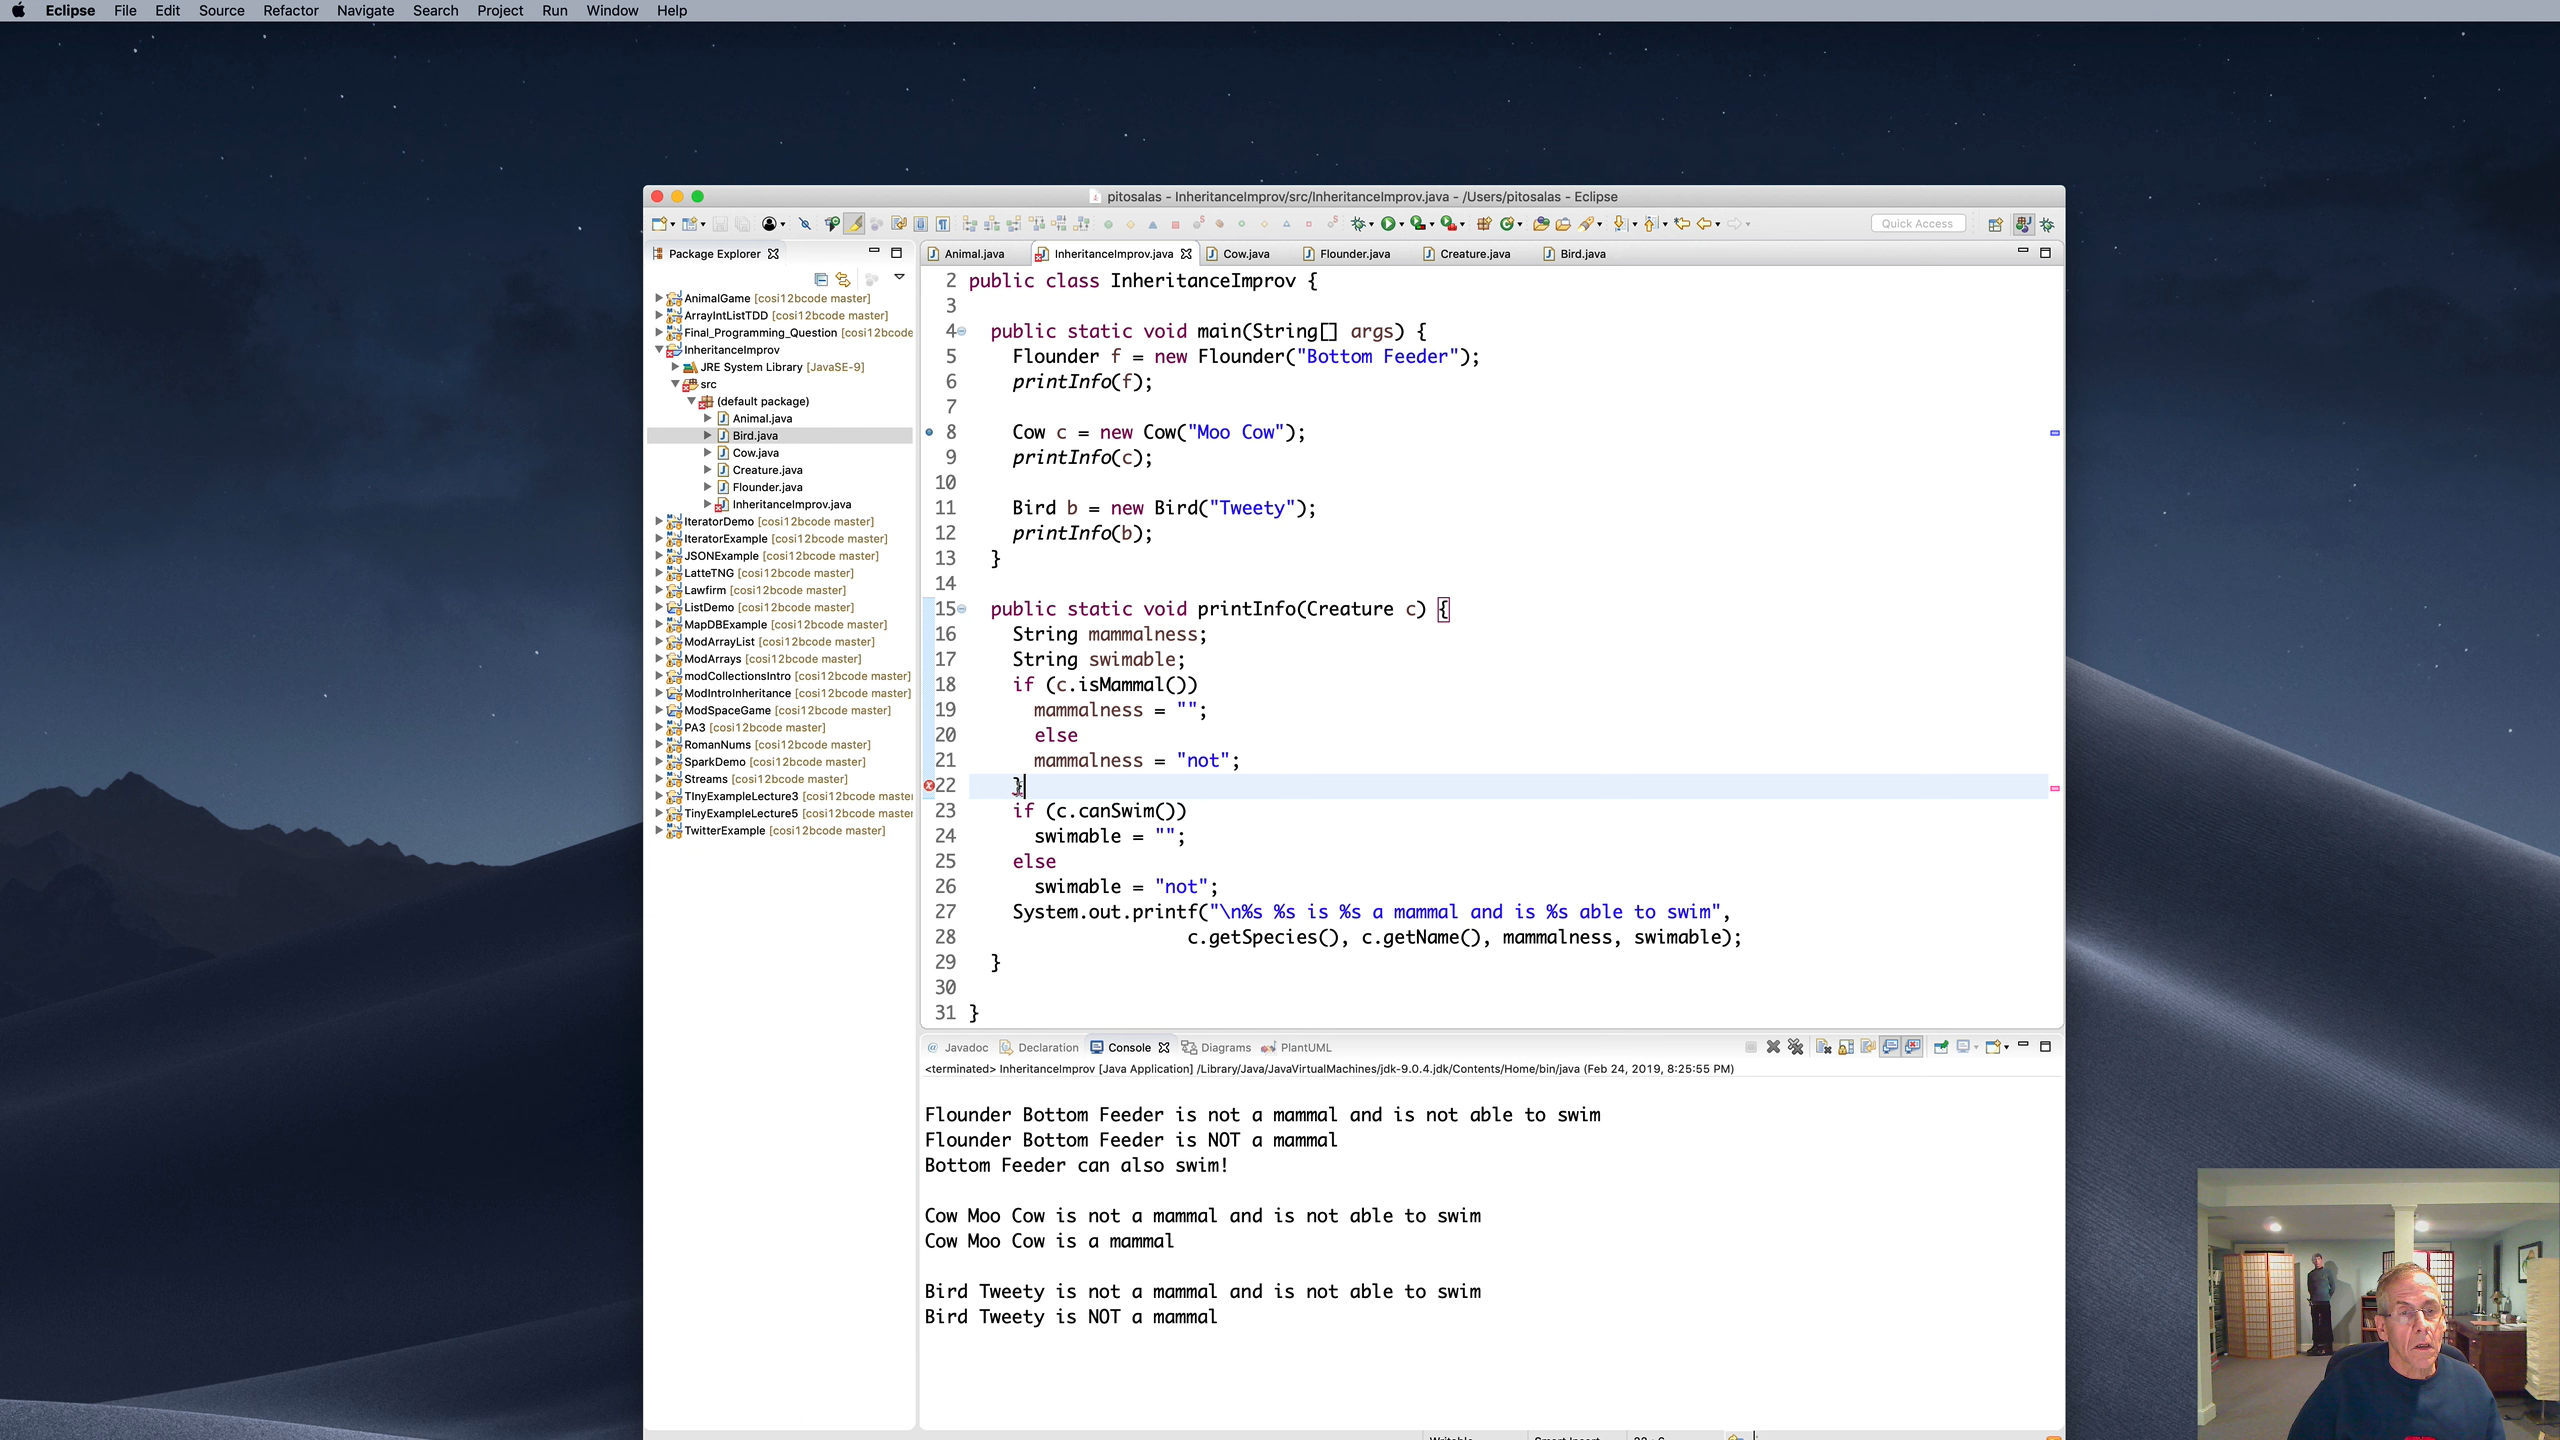 Eclipse File Edit Source Refactor Navigate Search Project Run Window Help
pitosalas - InheritanceImprov/src/InheritanceImprov.java - /Users/pitosalas - Eclipse
Quick Access
Package Explorer
AnimalGame [cosi12bcode master]
ArrayIntListTDD [cosi12bcode master]
Final_Programming_Question [cosi12bcode
InheritanceImprov
JRE System Library [JavaSE-9]
src
(default package)
Animal.java
Bird.java
Cow.java
Creature.java
Flounder.java
InheritanceImprov.java
IteratorDemo [cosi12bcode master]
IteratorExample [cosi12bcode master]
JSONExample [cosi12bcode master]
LatteTNG [cosi12bcode master]
Lawfirm [cosi12bcode master]
ListDemo [cosi12bcode master]
MapDBExample [cosi12bcode master]
ModArrayList [cosi12bcode master]
ModArrays [cosi12bcode master]
modCollectionsIntro [cosi12bcode master]
ModIntroInheritance [cosi12bcode master]
ModSpaceGame [cosi12bcode master]
PA3 [cosi12bcode master]
RomanNums [cosi12bcode master]
SparkDemo [cosi12bcode master]
Streams [cosi12bcode master]
TInyExampleLecture3 [cosi12bcode master
TinyExampleLecture5 [cosi12bcode master
TwitterExample [cosi12bcode master]
Animal.java InheritanceImprov.java Cow.java Flounder.java Creature.java Bird.java
2 public class InheritanceImprov {
3
4 public static void main(String[] args) {
5 Flounder f = new Flounder("Bottom Feeder");
6 printInfo(f);
7
8 Cow c = new Cow("Moo Cow");
9 printInfo(c);
10
11 Bird b = new Bird("Tweety");
12 printInfo(b);
13 }
14
15 public static void printInfo(Creature c) {
16 String mammalness;
17 String swimable;
18 if (c.isMammal())
19 mammalness = "";
20 else
21 mammalness = "not";
22 }
23 if (c.canSwim())
24 swimable = "";
25 else
26 swimable = "not";
27 System.out.printf("\n%s %s is %s a mammal and is %s able to swim",
28 c.getSpecies(), c.getName(), mammalness, swimable);
29 }
30
31 }
@ Javadoc Declaration Console Diagrams PlantUML
<terminated> InheritanceImprov [Java Application] /Library/Java/JavaVirtualMachines/jdk-9.0.4.jdk/Contents/Home/bin/java (Feb 24, 2019, 8:25:55 PM)
Flounder Bottom Feeder is not a mammal and is not able to swim
Flounder Bottom Feeder is NOT a mammal
Bottom Feeder can also swim!
Cow Moo Cow is not a mammal and is not able to swim
Cow Moo Cow is a mammal
Bird Tweety is not a mammal and is not able to swim
Bird Tweety is NOT a mammal